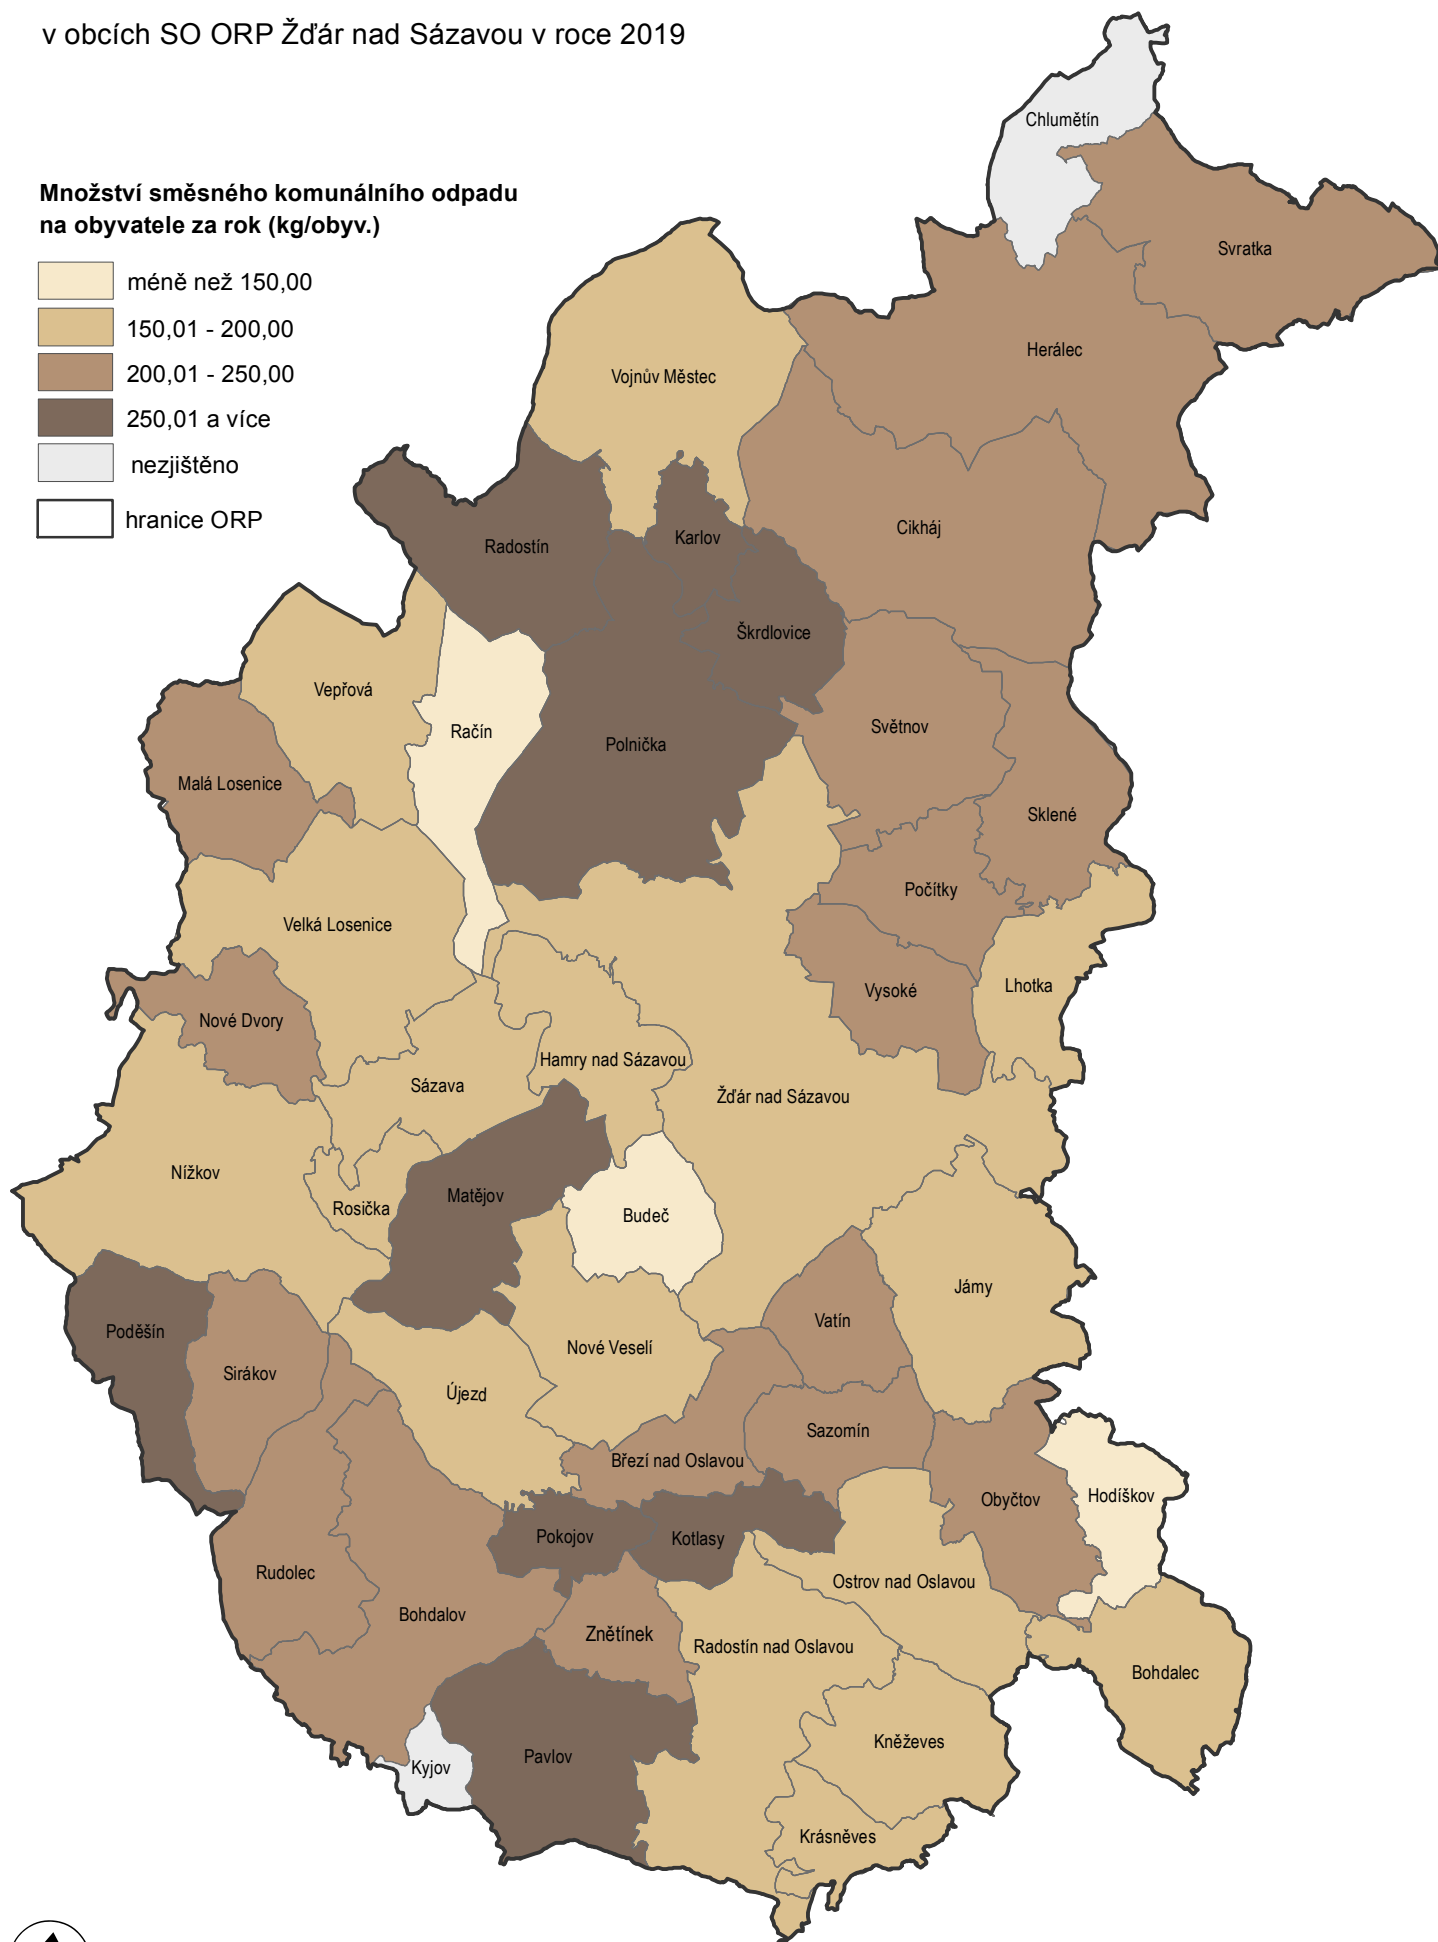 v obcích SO ORP Žďár nad Sázavou v roce 2019
Množství směsného komunálního odpadu
na obyvatele za rok (kg/obyv.)
méně než 150,00
150,01 - 200,00
200,01 - 250,00
250,01 a více
nezjištěno
hranice ORP
Chlumětín
Svratka
Herálec
Vojnův Městec
Cikháj
Karlov
Radostín
Škrdlovice
Vepřová
Světnov
Račín
Polnička
Malá Losenice
Sklené
Počítky
Velká Losenice
Lhotka
Vysoké
Nové Dvory
Hamry nad Sázavou
Sázava
Žďár nad Sázavou
Nížkov
Matějov
Rosička
Budeč
Jámy
Vatín
Poděšín
Nové Veselí
Sirákov
Újezd
Sazomín
Březí nad Oslavou
Hodíškov
Obyčtov
Pokojov
Kotlasy
Rudolec
Ostrov nad Oslavou
Bohdalov
Znětínek
Radostín nad Oslavou
Bohdalec
Kněževes
Pavlov
Kyjov
Krásněves